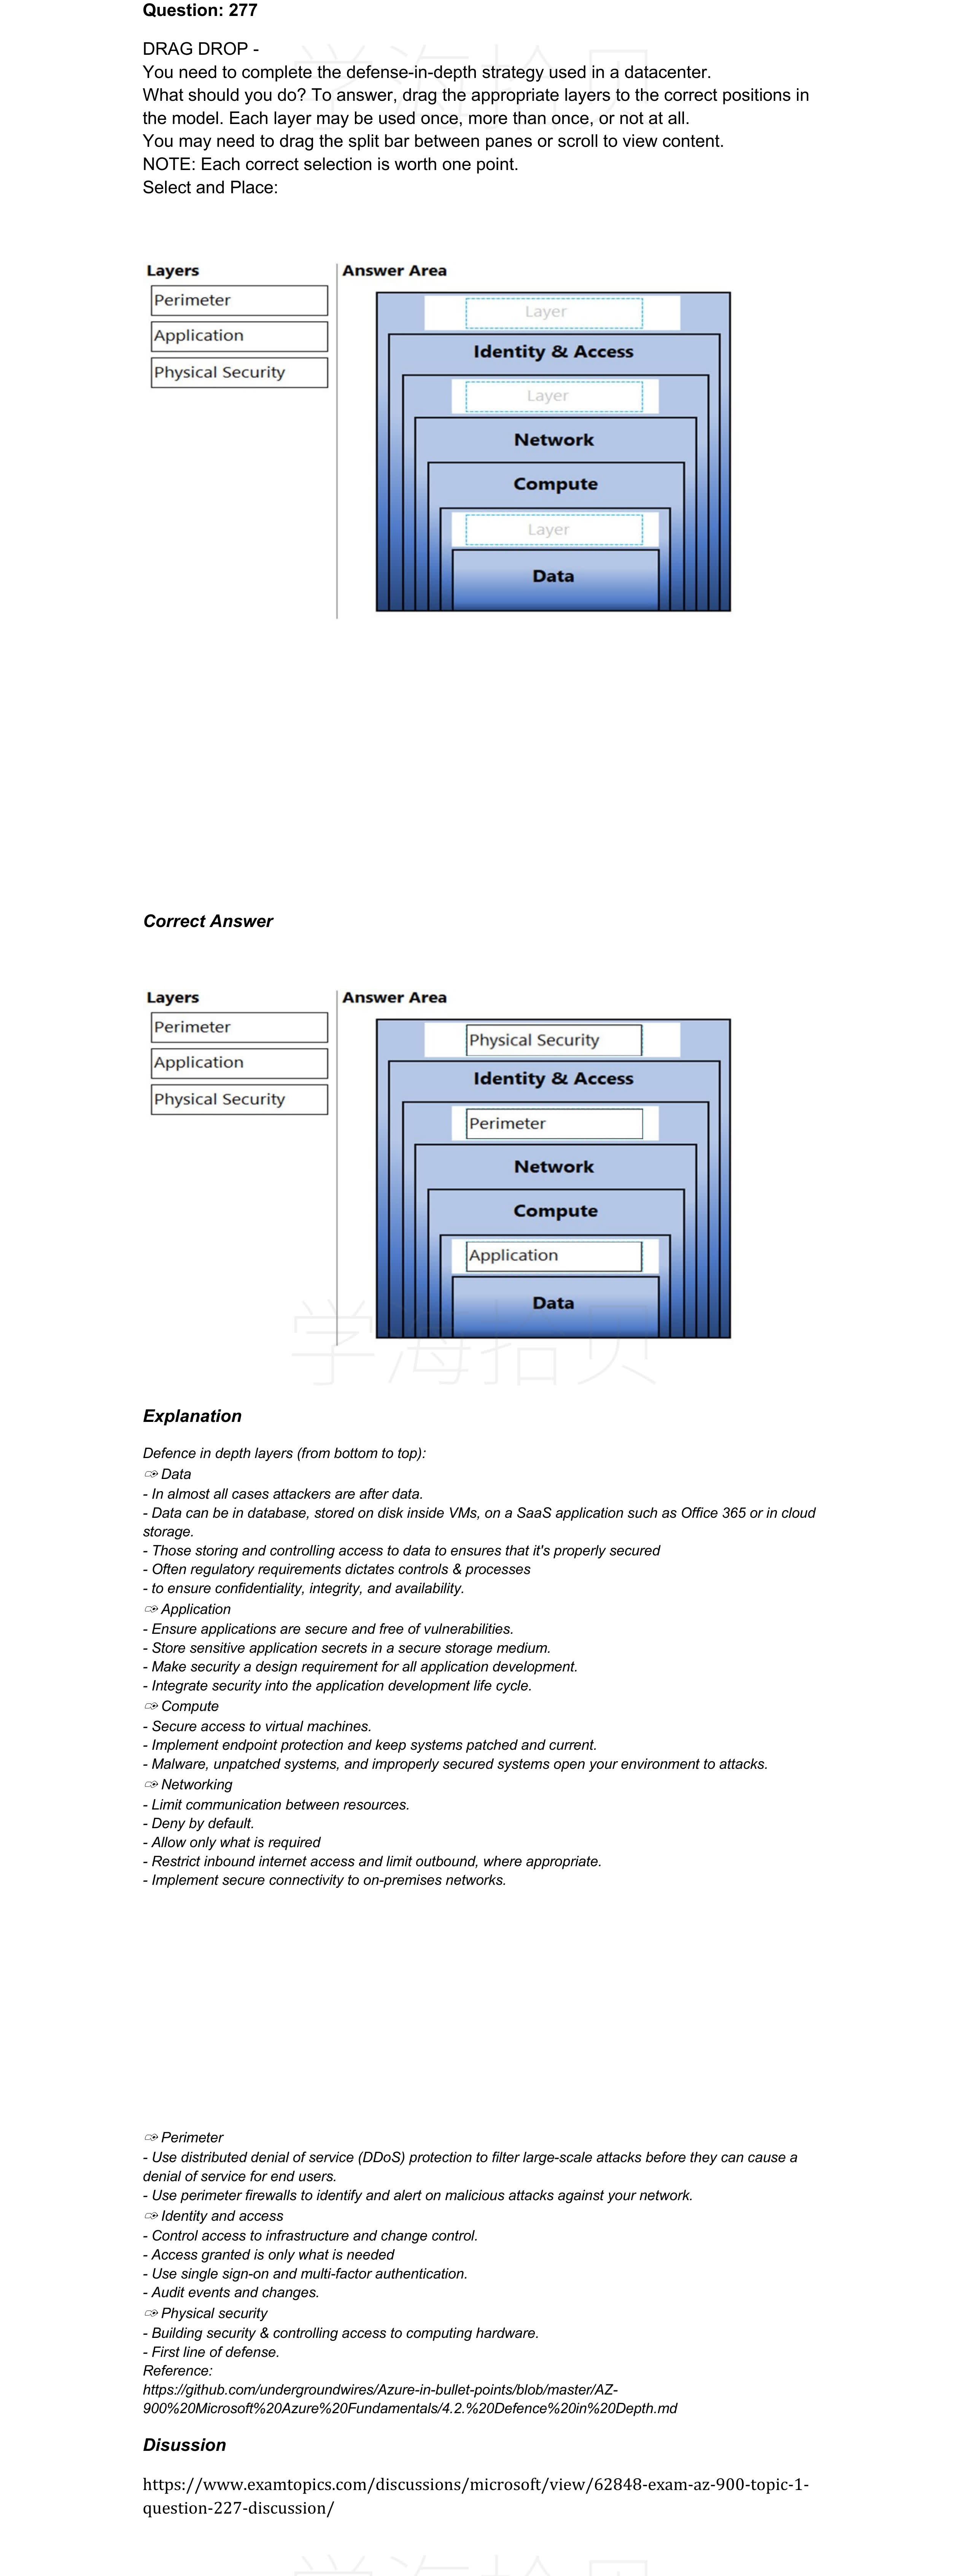 Question: 277
DRAG DROP -
You need to complete the defense-in-depth strategy used in a datacenter.
What should you do? To answer, drag the appropriate layers to the correct positions in
the model. Each layer may be used once, more than once, or not at all.
You may need to drag the split bar between panes or scroll to view content.
NOTE: Each correct selection is worth one point.
Select and Place:
Layers
Perimeter
Application
Physical Security
Answer Area
Layer
Identity & Access
Layer
Network
Compute
Layer
Data
Correct Answer
Layers
Perimeter
Application
Physical Security
Answer Area
Physical Security
Identity & Access
Perimeter
Network
Compute
Application
Data
学海拾贝
Explanation
Defence in depth layers (from bottom to top):
Data
- In almost all cases attackers are after data.
- Data can be in database, stored on disk inside VMs, on a SaaS application such as Office 365 or in cloud
storage.
- Those storing and controlling access to data to ensures that it's properly secured
- Often regulatory requirements dictates controls & processes
- to ensure confidentiality, integrity, and availability.
Application
- Ensure applications are secure and free of vulnerabilities.
- Store sensitive application secrets in a secure storage medium.
- Make security a design requirement for all application development.
- Integrate security into the application development life cycle.
Compute
- Secure access to virtual machines.
- Implement endpoint protection and keep systems patched and current.
- Malware, unpatched systems, and improperly secured systems open your environment to attacks.
Networking
- Limit communication between resources.
- Deny by default.
- Allow only what is required
- Restrict inbound internet access and limit outbound, where appropriate.
- Implement secure connectivity to on-premises networks.
Perimeter
- Use distributed denial of service (DDoS) protection to filter large-scale attacks before they can cause a
denial of service for end users.
- Use perimeter firewalls to identify and alert on malicious attacks against your network.
Identity and access
- Control access to infrastructure and change control.
- Access granted is only what is needed
- Use single sign-on and multi-factor authentication.
- Audit events and changes.
Physical security
- Building security & controlling access to computing hardware.
- First line of defense.
Reference:
https://github.com/undergroundwires/Azure-in-bullet-points/blob/master/AZ-
900%20Microsoft%20Azure%20Fundamentals/4.2.%20Defence%20in%20Depth.md
Disussion
https://www.examtopics.com/discussions/microsoft/view/62848-exam-az-900-topic-1-
question-227-discussion/